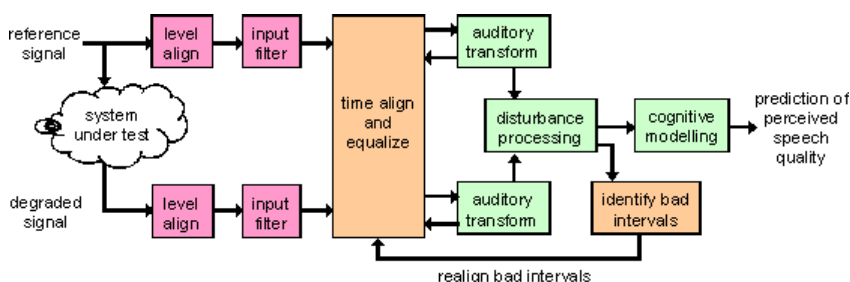 reference
signal
level
align
input
filter
time align
and
equalize
auditory
transform
system
under test
disturbance
processing
cognitive
modelling
prediction of
perceived
speech
quality
degraded
signal
level
align
input
filter
auditory
transform
identify bad
intervals
realign bad intervals